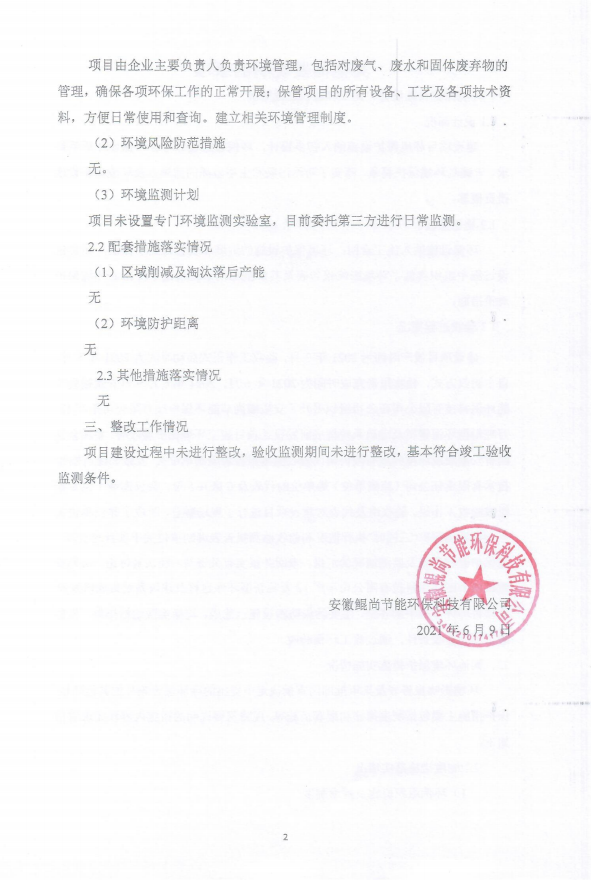 项目由企业主要负责人负责环境管理，包括对废气、废水和固体废弃物的
管理，确保各项环保工作的正常开展；保管项目的所有设备、工艺及各项技术资
料，方便日常使用和查询。建立相关环境管理制度。
（2）环境风险防范措施
无。
（3）环境监测计划
项目未设置专门环境监测实验室，目前委托第三方进行日常监测。
2.2 配套措施落实情况
（1）区域削减及淘汰落后产能
无
（2）环境防护距离
无
2.3 其他措施落实情况
无
三、整改工作情况
项目建设过程中未进行整改，验收监测期间未进行整改，基本符合竣工验收
监测条件。
安徽鲲尚节能环保科技有限公司
安徽鲲尚节能环保科技有限公司
2021 年 6 月 9 日
2